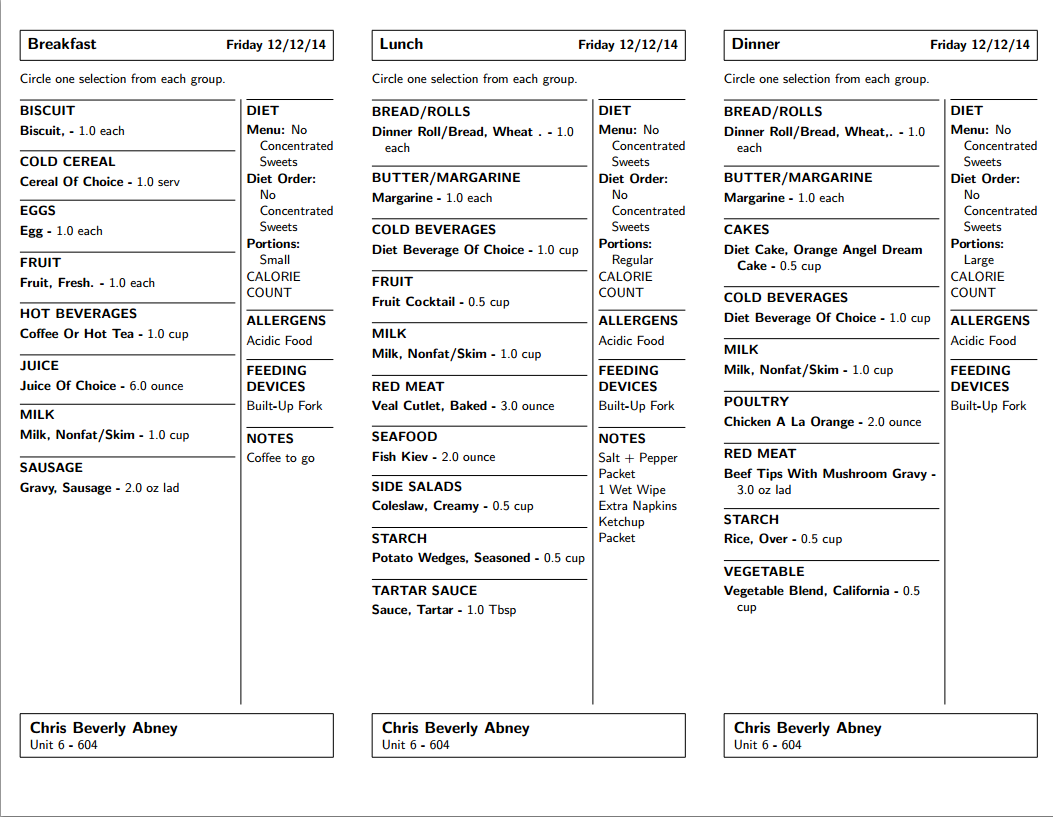 Breakfast Friday 12/12/14
Circle one selection from each group.
BISCUIT
Biscuit, - 1.0 each
COLD CEREAL
Cereal Of Choice - 1.0 serv
EGGS
Egg - 1.0 each
FRUIT
Fruit, Fresh. - 1.0 each
HOT BEVERAGES
Coffee Or Hot Tea - 1.0 cup
JUICE
Juice Of Choice - 6.0 ounce
MILK
Milk, Nonfat/Skim - 1.0 cup
SAUSAGE
Gravy, Sausage - 2.0 oz lad
DIET
Menu: No
Concentrated
Sweets
Diet Order:
No
Concentrated
Sweets
Portions:
Small
CALORIE
COUNT
ALLERGENS
Acidic Food
FEEDING
DEVICES
Built-Up Fork
NOTES
Coffee to go
Chris Beverly Abney
Unit 6 - 604
Lunch Friday 12/12/14
Circle one selection from each group.
BREAD/ROLLS
Dinner Roll/Bread, Wheat . - 1.0
each
BUTTER/MARGARINE
Margarine - 1.0 each
COLD BEVERAGES
Diet Beverage Of Choice - 1.0 cup
FRUIT
Fruit Cocktail - 0.5 cup
MILK
Milk, Nonfat/Skim - 1.0 cup
RED MEAT
Veal Cutlet, Baked - 3.0 ounce
SEAFOOD
Fish Kiev - 2.0 ounce
SIDE SALADS
Coleslaw, Creamy - 0.5 cup
STARCH
Potato Wedges, Seasoned - 0.5 cup
TARTAR SAUCE
Sauce, Tartar - 1.0 Tbsp
DIET
Menu: No
Concentrated
Sweets
Diet Order:
No
Concentrated
Sweets
Portions:
Regular
CALORIE
COUNT
ALLERGENS
Acidic Food
FEEDING
DEVICES
Built-Up Fork
NOTES
Salt + Pepper
Packet
1 Wet Wipe
Extra Napkins
Ketchup
Packet
Chris Beverly Abney
Unit 6 - 604
Dinner Friday 12/12/14
Circle one selection from each group.
BREAD/ROLLS
Dinner Roll/Bread, Wheat,. - 1.0
each
BUTTER/MARGARINE
Margarine - 1.0 each
CAKES
Diet Cake, Orange Angel Dream
Cake - 0.5 cup
COLD BEVERAGES
Diet Beverage Of Choice - 1.0 cup
MILK
Milk, Nonfat/Skim - 1.0 cup
POULTRY
Chicken A La Orange - 2.0 ounce
RED MEAT
Beef Tips With Mushroom Gravy -
3.0 oz lad
STARCH
Rice, Over - 0.5 cup
VEGETABLE
Vegetable Blend, California - 0.5
cup
DIET
Menu: No
Concentrated
Sweets
Diet Order:
No
Concentrated
Sweets
Portions:
Large
CALORIE
COUNT
ALLERGENS
Acidic Food
FEEDING
DEVICES
Built-Up Fork
Chris Beverly Abney
Unit 6 - 604